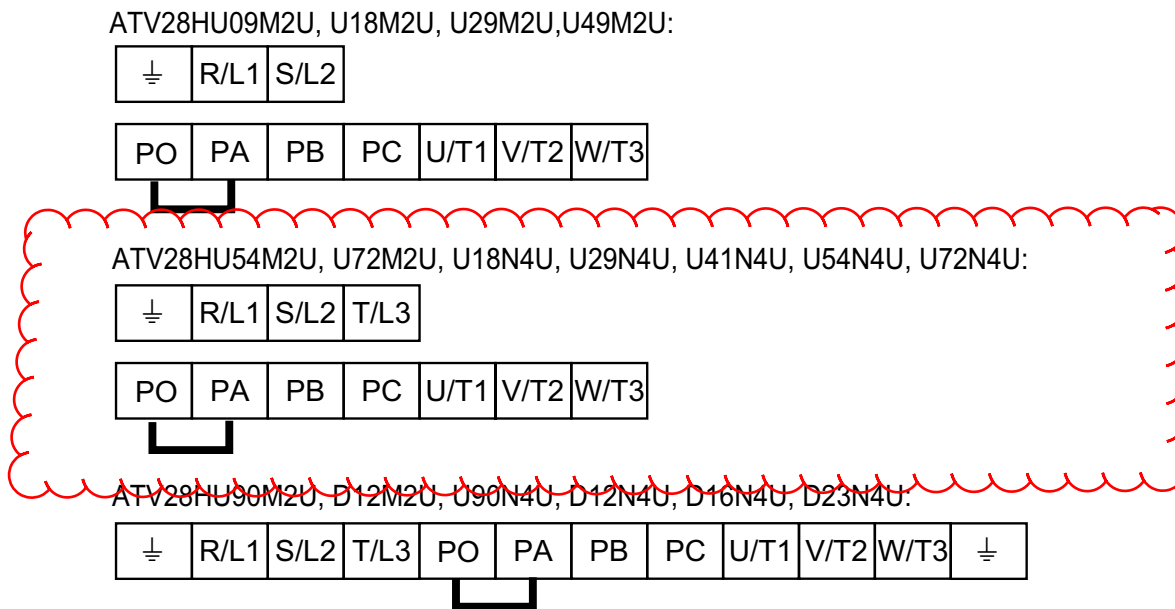 ATV28HU09M2U, U18M2U, U29M2U,U49M2U:
⏚ R/L1 S/L2
PO PA PB PC U/T1 V/T2 W/T3
ATV28HU54M2U, U72M2U, U18N4U, U29N4U, U41N4U, U54N4U, U72N4U:
⏚ R/L1 S/L2 T/L3
PO PA PB PC U/T1 V/T2 W/T3
ATV28HU90M2U, D12M2U, U90N4U, D12N4U, D16N4U, D23N4U:
⏚ R/L1 S/L2 T/L3 PO PA PB PC U/T1 V/T2 W/T3 ⏚